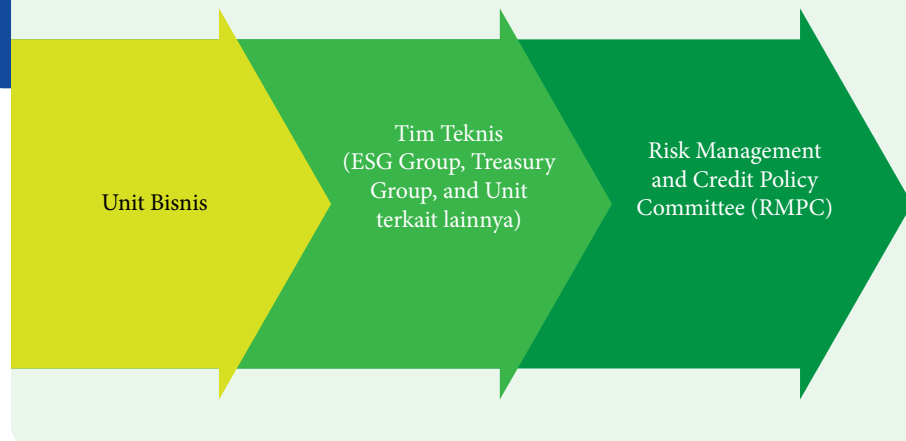 Unit Bisnis
Tim Teknis
(ESG Group, Treasury
Group, and Unit
terkait lainnya)
Risk Management
and Credit Policy
Committee (RMPC)